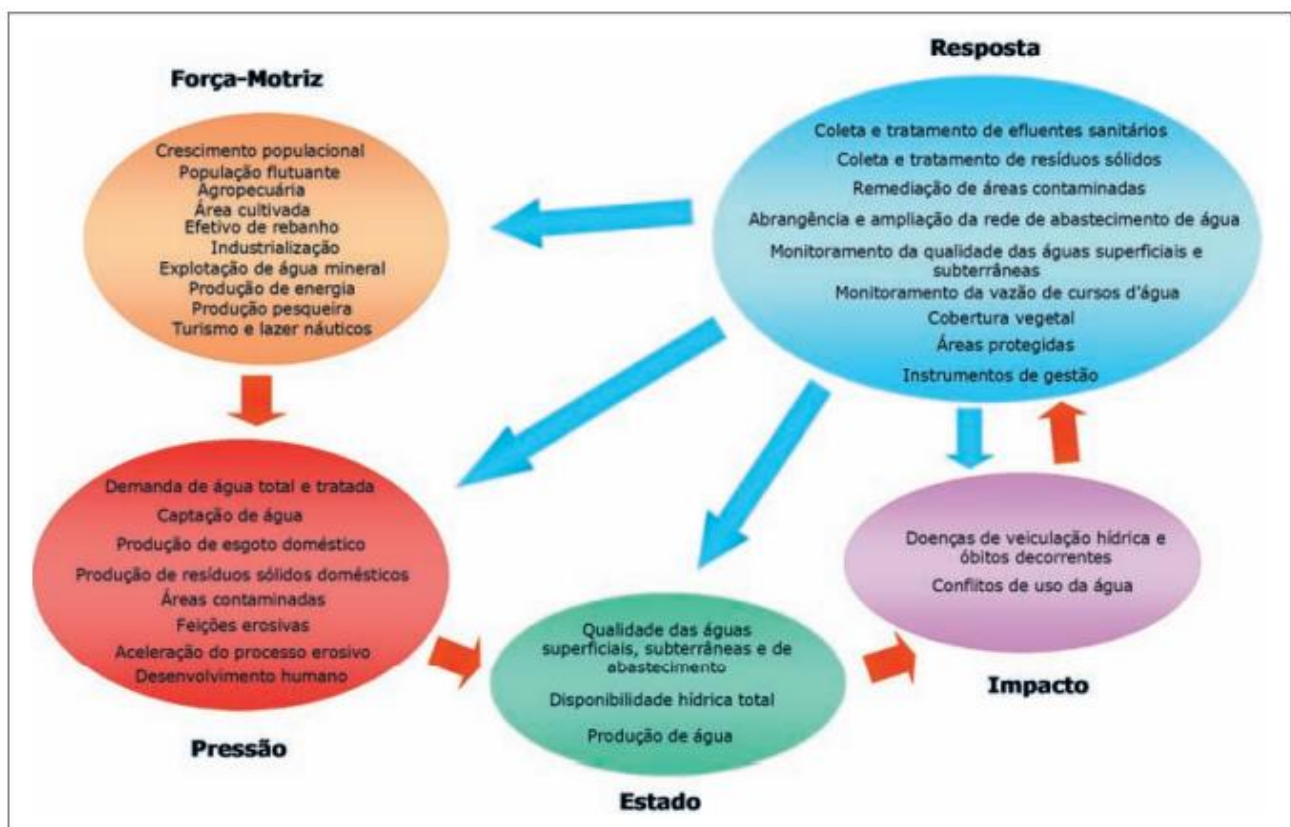 Força-Motriz
Crescimento populacional
População flutuante
Agropecuária
Área cultivada
Efetivo de rebanho
Industrialização
Explotação de água mineral
Produção de energia
Produção pesqueira
Turismo e lazer náuticos
Resposta
Coleta e tratamento de efluentes sanitários
Coleta e tratamento de resíduos sólidos
Remediação de áreas contaminadas
Abrangência e ampliação da rede de abastecimento de água
Monitoramento da qualidade das águas superficiais e
subterrâneas
Monitoramento da vazão de cursos d'água
Cobertura vegetal
Áreas protegidas
Instrumentos de gestão
Demanda de água total e tratada
Captação de água
Produção de esgoto doméstico
Produção de resíduos sólidos domésticos
Áreas contaminadas
Feições erosivas
Aceleração do processo erosivo
Desenvolvimento humano
Pressão
Qualidade das águas
superficiais, subterrâneas e de
abastecimento
Disponibilidade hídrica total
Produção de água
Estado
Doenças de veiculação hídrica e
óbitos decorrentes
Conflitos de uso da água
Impacto